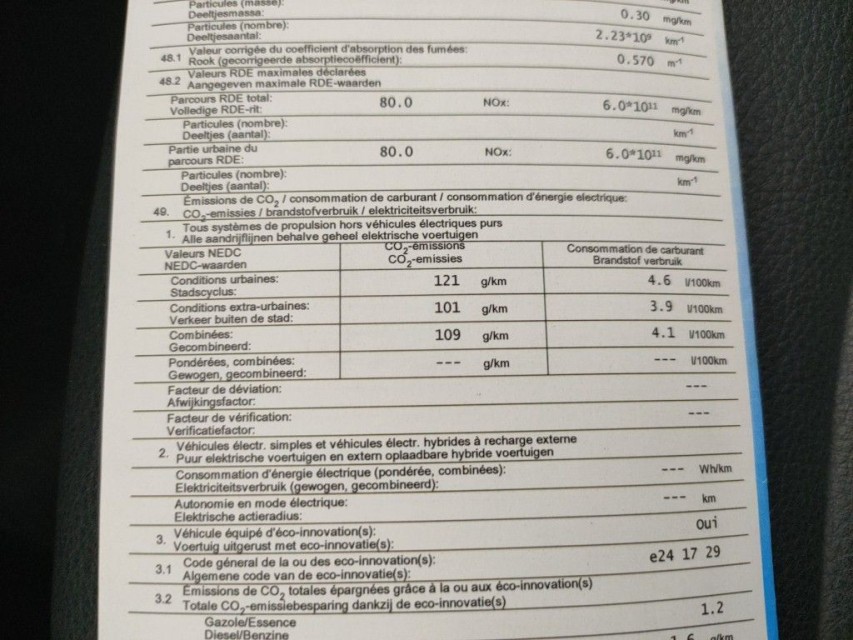 Particules (masse):
Deeltjesmassa: 0.30 mg/km
Particules (nombre):
Deeltjesaantal: 2.23*10⁹ km⁻¹
48.1 Valeur corrigée du coefficient d'absorption des fumées:
Rook (gecorrigeerde absorptiecoëfficient): 0.570 m⁻¹
48.2 Valeurs RDE maximales déclarées
Aangegeven maximale RDE-waarden
Parcours RDE total: 80.0 NOx: 6.0*10¹¹ mg/km
Volledige RDE-rit:
Particules (nombre): km⁻¹
Deeltjes (aantal):
Partie urbaine du 80.0 NOx: 6.0*10¹¹ mg/km
parcours RDE:
Particules (nombre): km⁻¹
Deeltjes (aantal):
49. Émissions de CO₂ / consommation de carburant / consommation d'énergie electrique:
CO₂-emissies / brandstofverbruik / elektriciteitsverbruik:
1. Tous systèmes de propulsion hors véhicules électriques purs
Alle aandrijflijnen behalve geheel elektrische voertuigen
Valeurs NEDC CO₂-émissions Consommation de carburant
NEDC-waarden CO₂-emissies Brandstof verbruik
Conditions urbaines: 121 g/km 4.6 l/100km
Stadscyclus:
Conditions extra-urbaines: 101 g/km 3.9 l/100km
Verkeer buiten de stad:
Combinées: 109 g/km 4.1 l/100km
Gecombineerd:
Pondérées, combinées: --- g/km --- l/100km
Gewogen, gecombineerd:
Facteur de déviation: ---
Afwijkingsfactor:
Facteur de vérification: ---
Verificatiefactor:
2. Véhicules électr. simples et véhicules électr. hybrides à recharge externe
Puur elektrische voertuigen en extern oplaadbare hybride voertuigen
Consommation d'énergie électrique (pondérée, combinées): --- Wh/km
Elektriciteitsverbruik (gewogen, gecombineerd):
Autonomie en mode électrique: --- km
Elektrische actieradius:
3. Véhicule équipé d'éco-innovation(s): Oui
Voertuig uitgerust met eco-innovatie(s):
3.1 Code géneral de la ou des eco-innovation(s): e24 17 29
Algemene code van de eco-innovatie(s):
3.2 Émissions de CO₂ totales épargnées grâce à la ou aux éco-innovation(s)
Totale CO₂-emissiebesparing dankzij de eco-innovatie(s)
Gazole/Essence 1.2
Diesel/Benzine